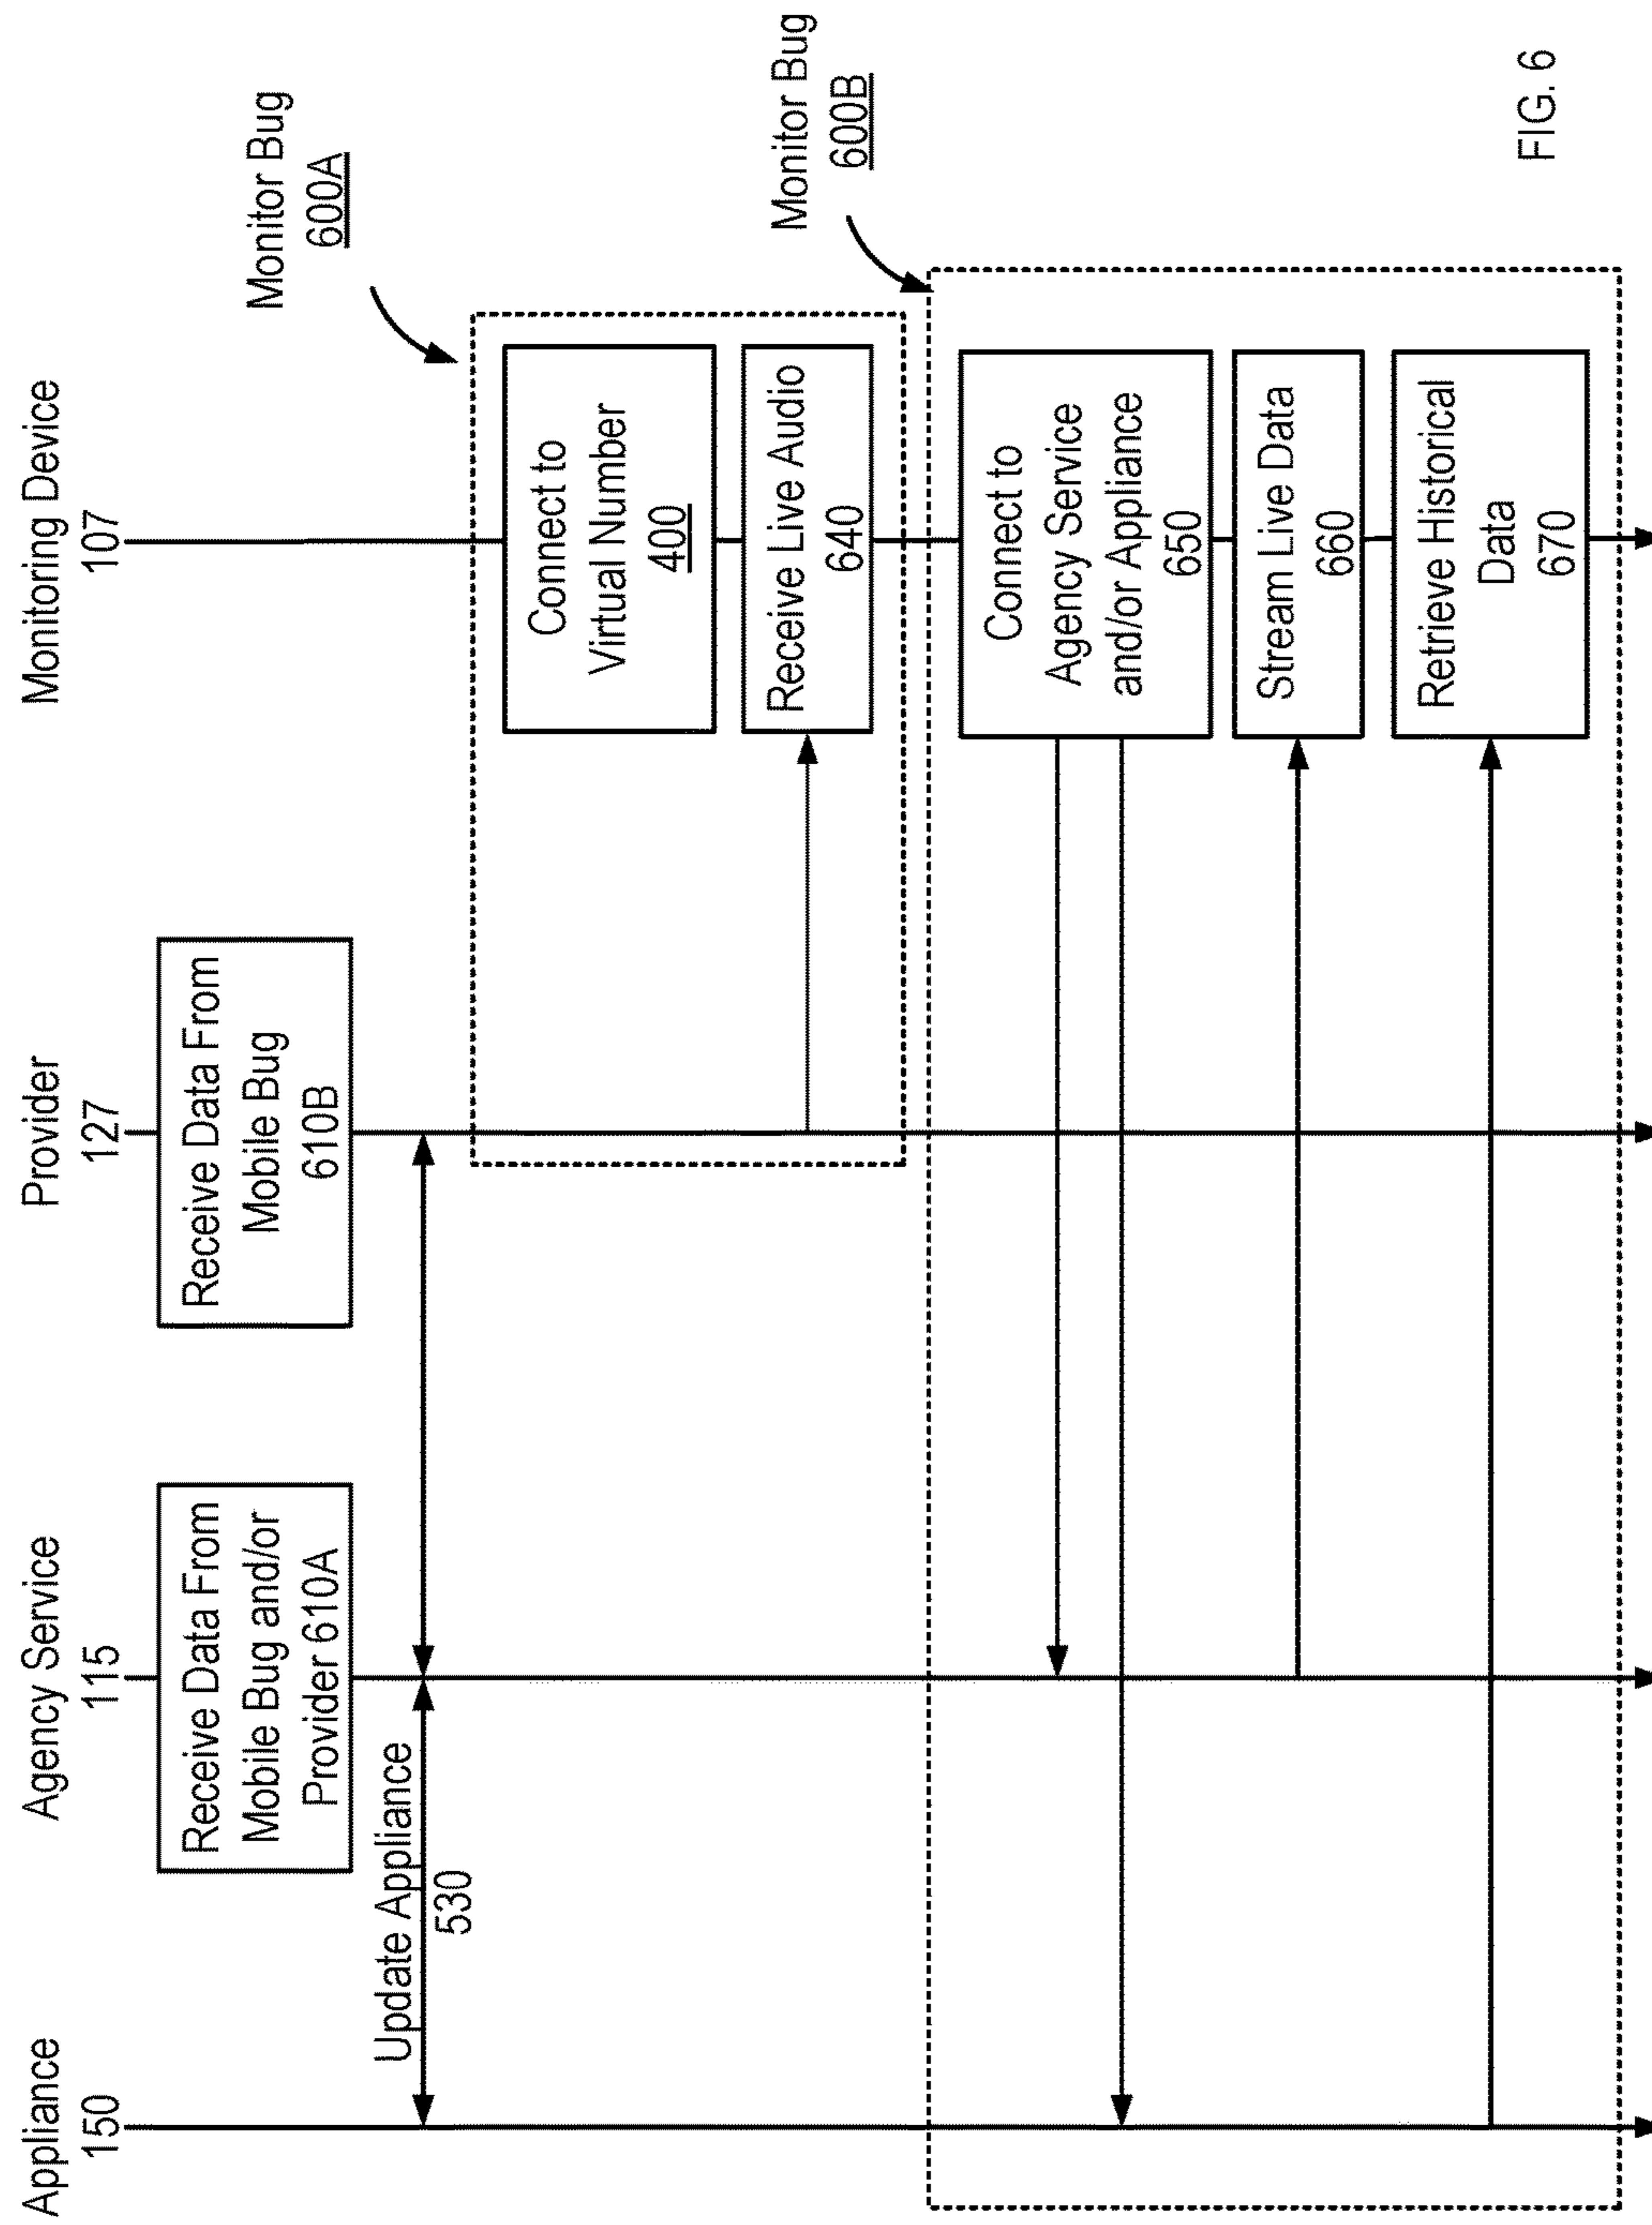 Appliance
150
Agency Service
115
Provider
127
Monitoring Device
107
Receive Data From
Mobile Bug and/or
Provider 610A
Receive Data From
Mobile Bug
610B
Update Appliance
530
Monitor Bug
600A
Connect to
Virtual Number
400
Receive Live Audio
640
Monitor Bug
600B
Connect to
Agency Service
and/or Appliance
650
Stream Live Data
660
Retrieve Historical
Data
670
FIG. 6